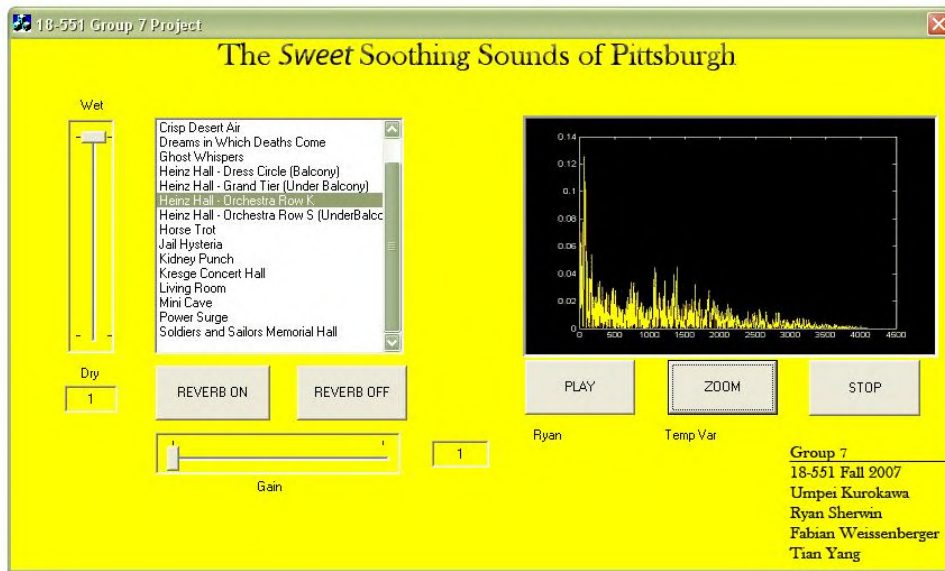 18-551 Group 7 Project
The Sweet Soothing Sounds of Pittsburgh
Wet
Dry
1
Crisp Desert Air
Dreams in Which Deaths Come
Ghost Whispers
Heinz Hall - Dress Circle (Balcony)
Heinz Hall - Grand Tier (Under Balcony)
Heinz Hall - Orchestra Row K
Heinz Hall - Orchestra Row S (UnderBalco
Horse Trot
Jail Hysteria
Kidney Punch
Kresge Concert Hall
Living Room
Mini Cave
Power Surge
Soldiers and Sailors Memorial Hall
REVERB ON
REVERB OFF
Gain
1
0.14
0.12
0.1
0.08
0.06
0.04
0.02
0
0 500 1000 1500 2000 2500 3000 3500 4000 4500
PLAY
ZOOM
STOP
Ryan
Temp Var
Group 7
18-551 Fall 2007
Umpei Kurokawa
Ryan Sherwin
Fabian Weissenberger
Tian Yang